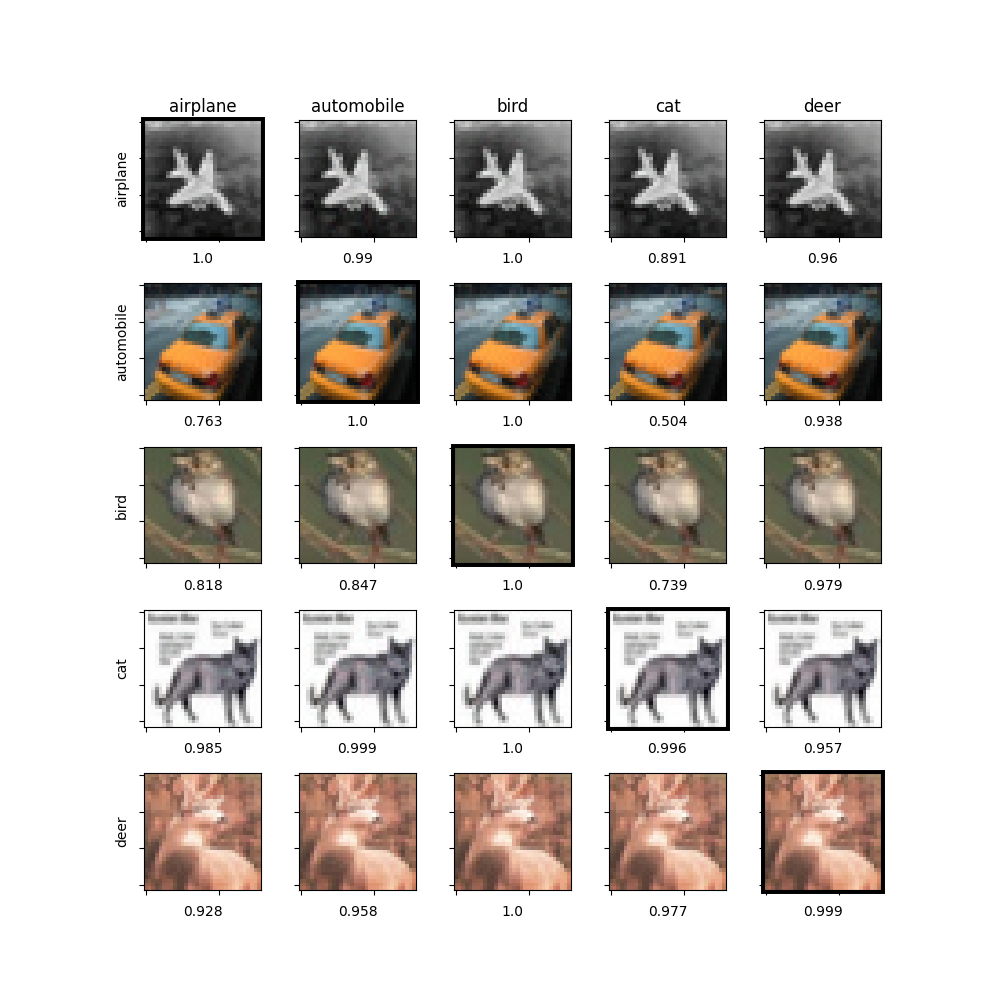 airplane automobile bird cat deer
airplane
1.0 0.99 1.0 0.891 0.96
automobile
0.763 1.0 1.0 0.504 0.938
bird
0.818 0.847 1.0 0.739 0.979
cat
0.985 0.999 1.0 0.996 0.957
deer
0.928 0.958 1.0 0.977 0.999